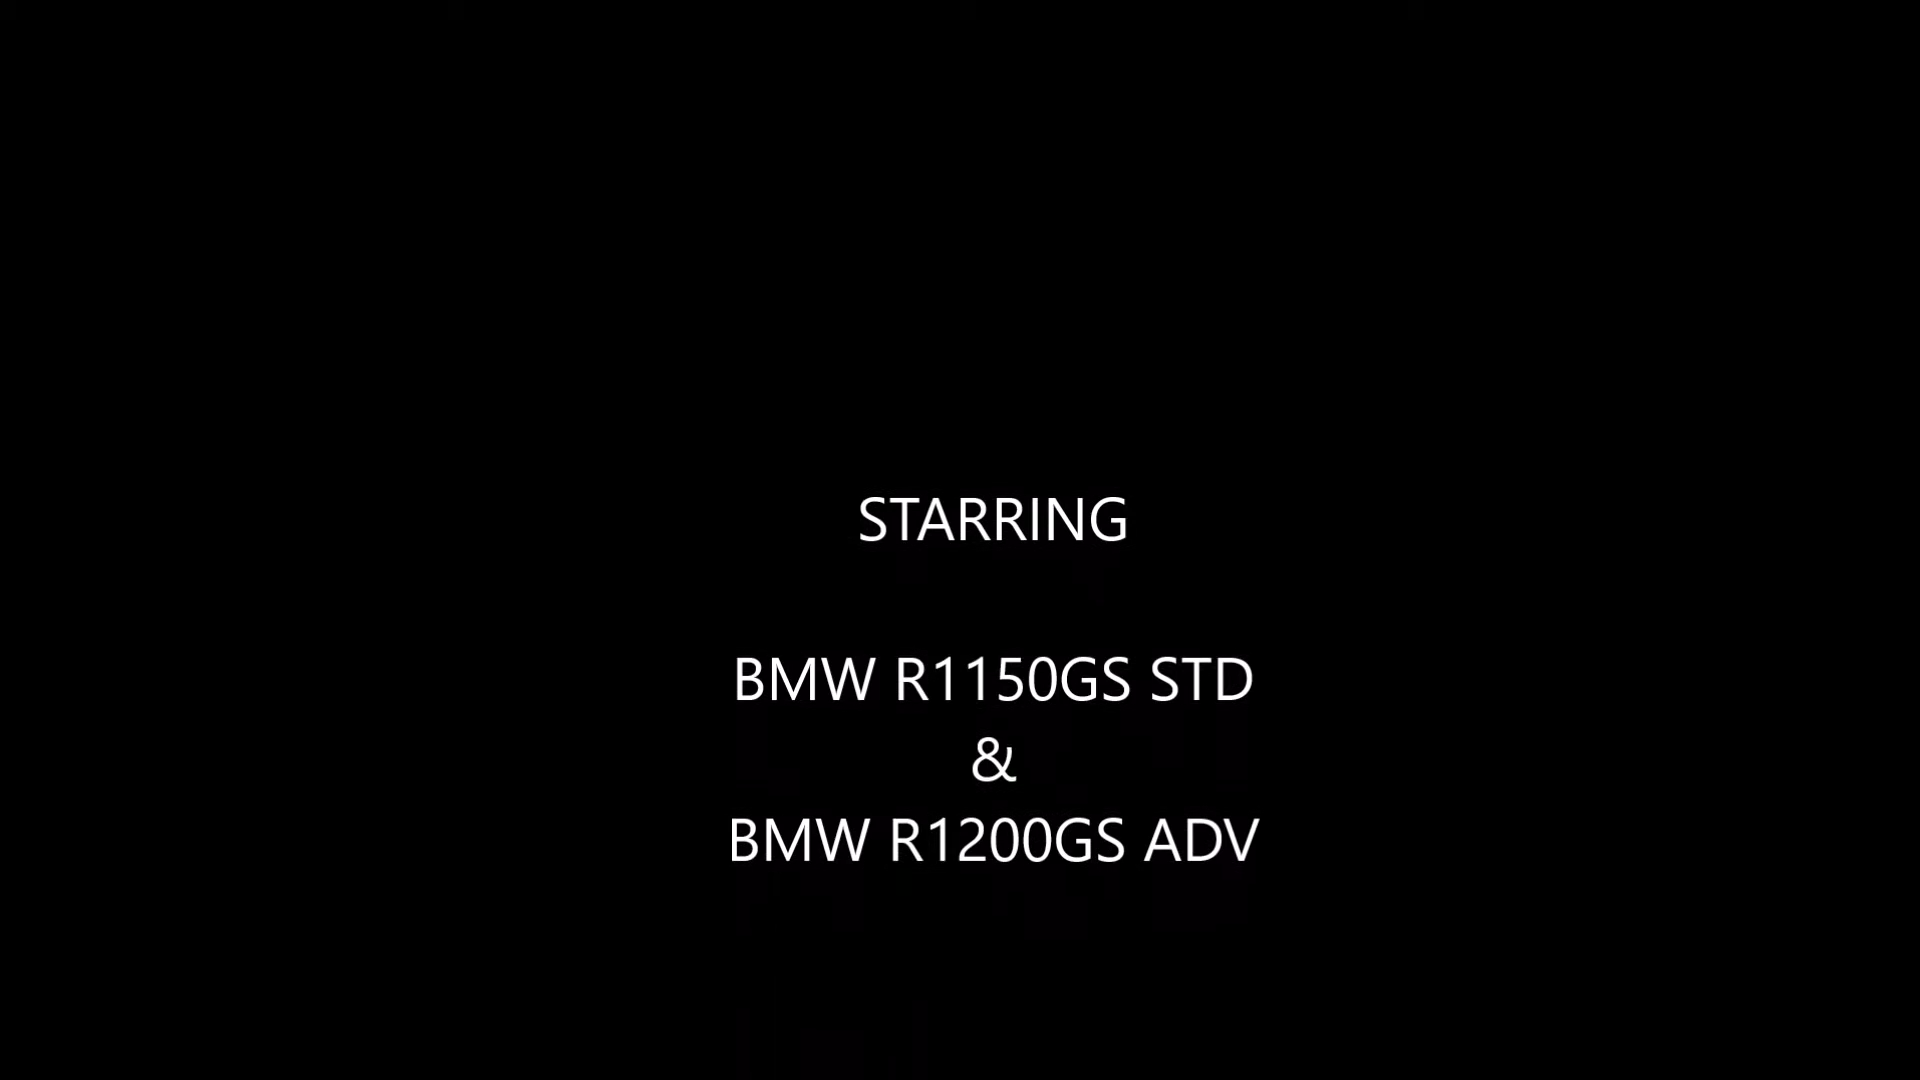 STARRING
BMW R1150GS STD
&
BMW R1200GS ADV